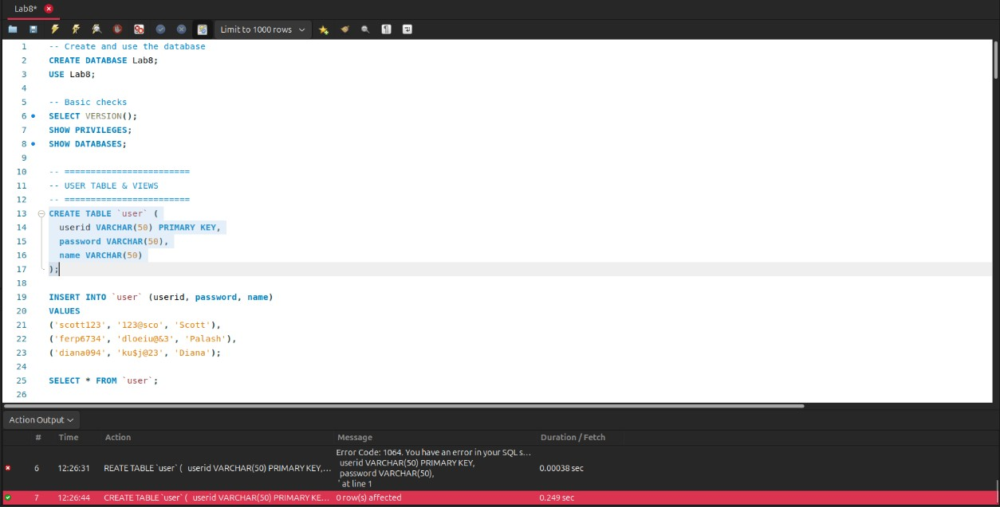 Lab8*
Limit to 1000 rows
1 -- Create and use the database
2 CREATE DATABASE Lab8;
3 USE Lab8;
4
5 -- Basic checks
6 SELECT VERSION();
7 SHOW PRIVILEGES;
8 SHOW DATABASES;
9
10 -- ========================
11 -- USER TABLE & VIEWS
12 -- ========================
13 CREATE TABLE `user` (
14 userid VARCHAR(50) PRIMARY KEY,
15 password VARCHAR(50),
16 name VARCHAR(50)
17 );
18
19 INSERT INTO `user` (userid, password, name)
20 VALUES
21 ('scott123', '123@sco', 'Scott'),
22 ('ferp6734', 'dloeiu@&3', 'Palash'),
23 ('diana094', 'ku$j@23', 'Diana');
24
25 SELECT * FROM `user`;
26
Action Output
# Time Action Message Duration / Fetch
6 12:26:31 REATE TABLE `user` ( userid VARCHAR(50) PRIMARY KEY,... Error Code: 1064. You have an error in your SQL s... 0.00038 sec
userid VARCHAR(50) PRIMARY KEY,
password VARCHAR(50),
' at line 1
7 12:26:44 CREATE TABLE `user` ( userid VARCHAR(50) PRIMARY KE... 0 row(s) affected 0.249 sec